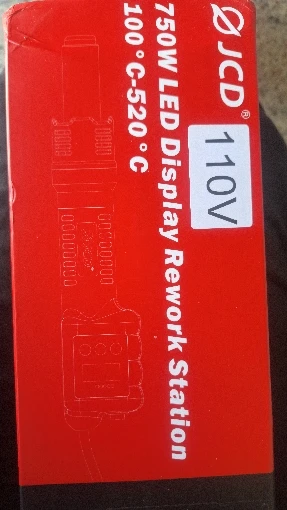 JCD®
110V
750W LED Display Rework Station
100°C-520°C